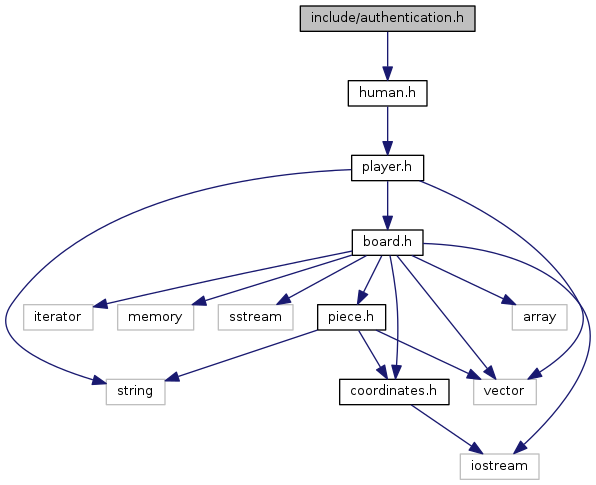 include/authentication.h
human.h
player.h
board.h
iterator
memory
sstream
piece.h
array
string
coordinates.h
vector
iostream